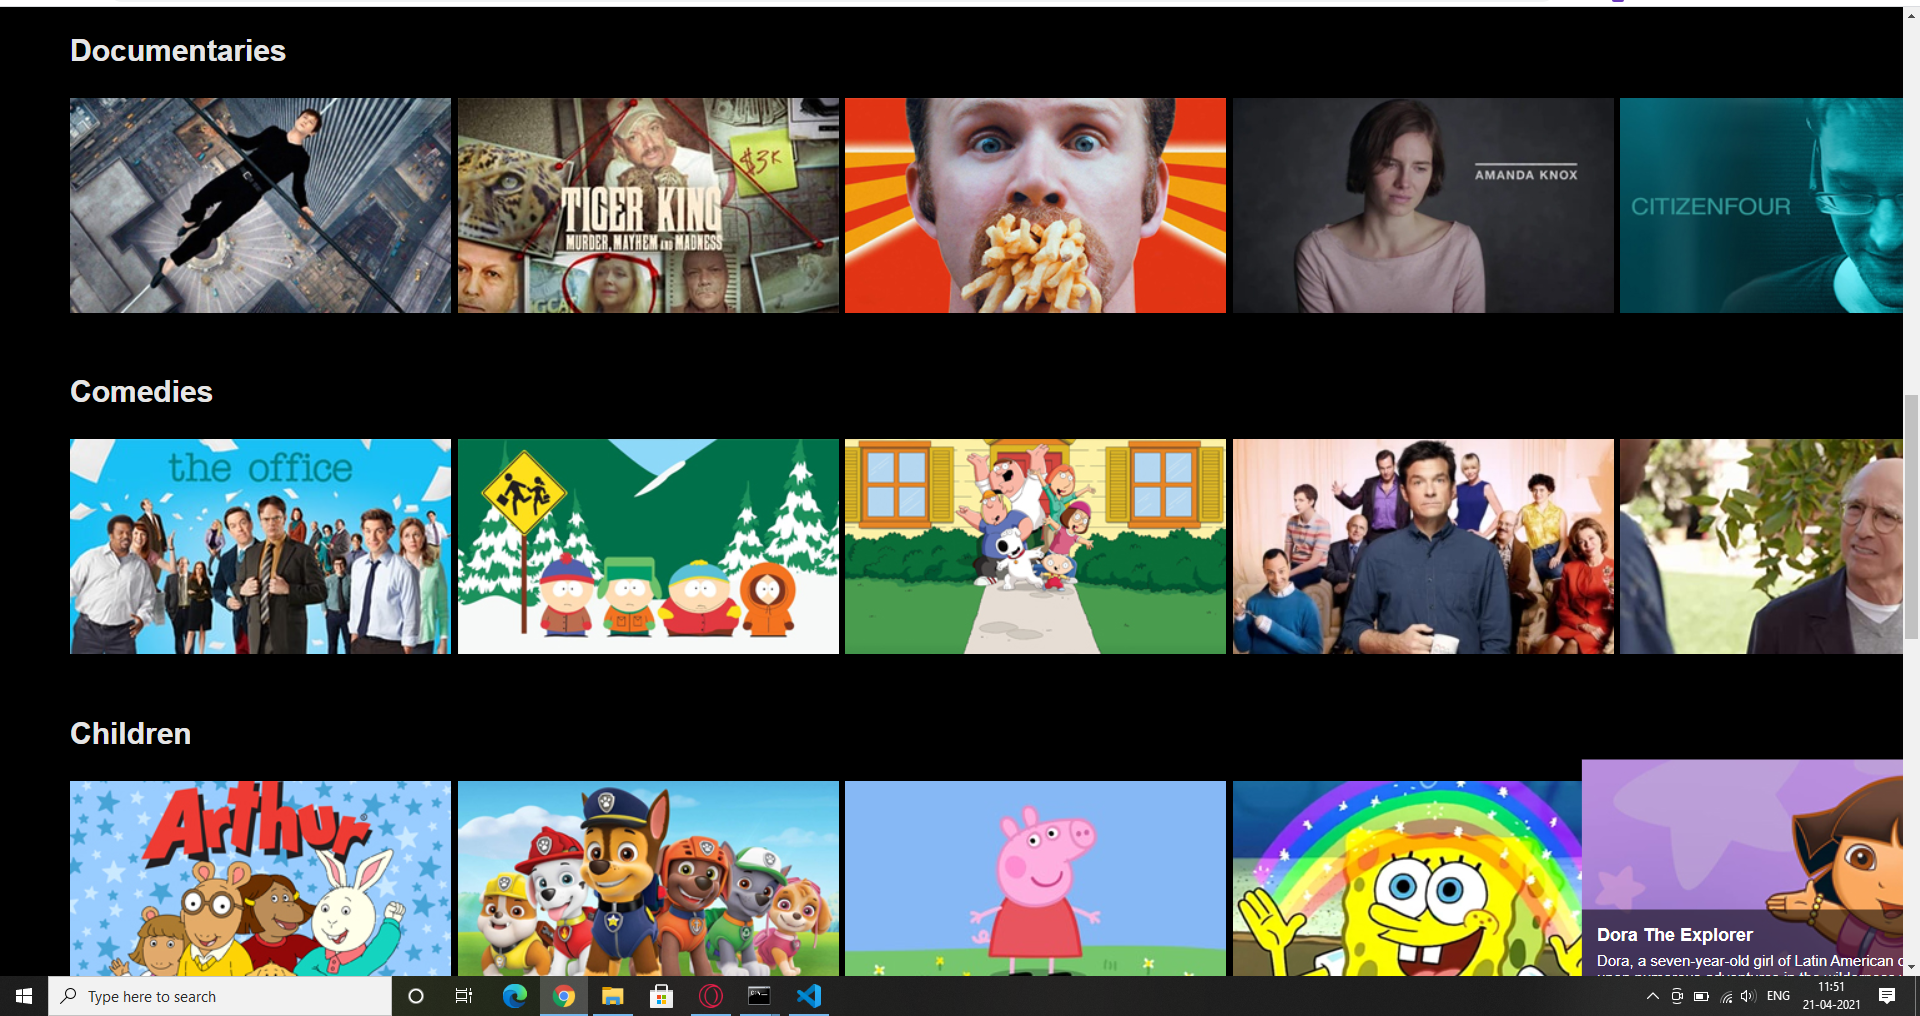 Documentaries
$3K
TIGER KING
MURDER, MAYHEM AND MADNESS
AMANDA KNOX
CITIZENFOUR
Comedies
the office
Children
Arthur
Dora The Explorer
Dora, a seven-year-old girl of Latin American
Type here to search
ENG
11:51
21-04-2021